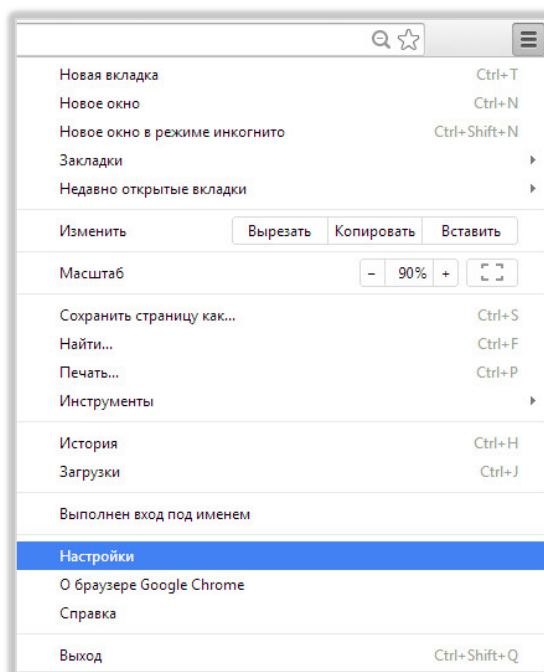 Новая вкладка Ctrl+T
Новое окно Ctrl+N
Новое окно в режиме инкогнито Ctrl+Shift+N
Закладки
Недавно открытые вкладки
Изменить Вырезать Копировать Вставить
Масштаб - 90% +
Сохранить страницу как... Ctrl+S
Найти... Ctrl+F
Печать... Ctrl+P
Инструменты
История Ctrl+H
Загрузки Ctrl+J
Выполнен вход под именем
Настройки
О браузере Google Chrome
Справка
Выход Ctrl+Shift+Q